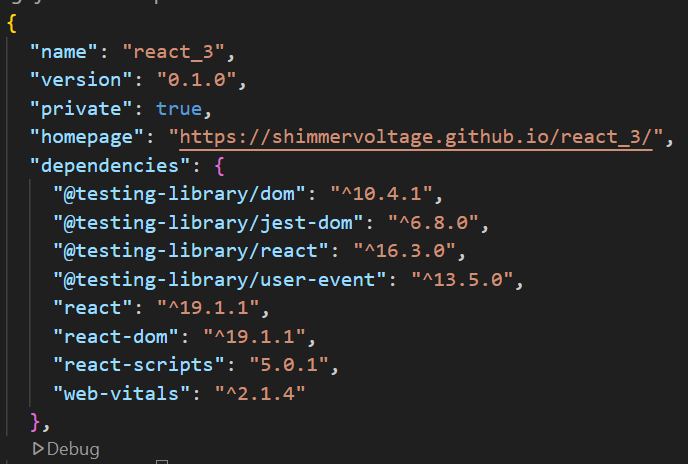 {
"name": "react_3",
"version": "0.1.0",
"private": true,
"homepage": "https://shimmervoltage.github.io/react_3/",
"dependencies": {
"@testing-library/dom": "^10.4.1",
"@testing-library/jest-dom": "^6.8.0",
"@testing-library/react": "^16.3.0",
"@testing-library/user-event": "^13.5.0",
"react": "^19.1.1",
"react-dom": "^19.1.1",
"react-scripts": "5.0.1",
"web-vitals": "^2.1.4"
},
Debug